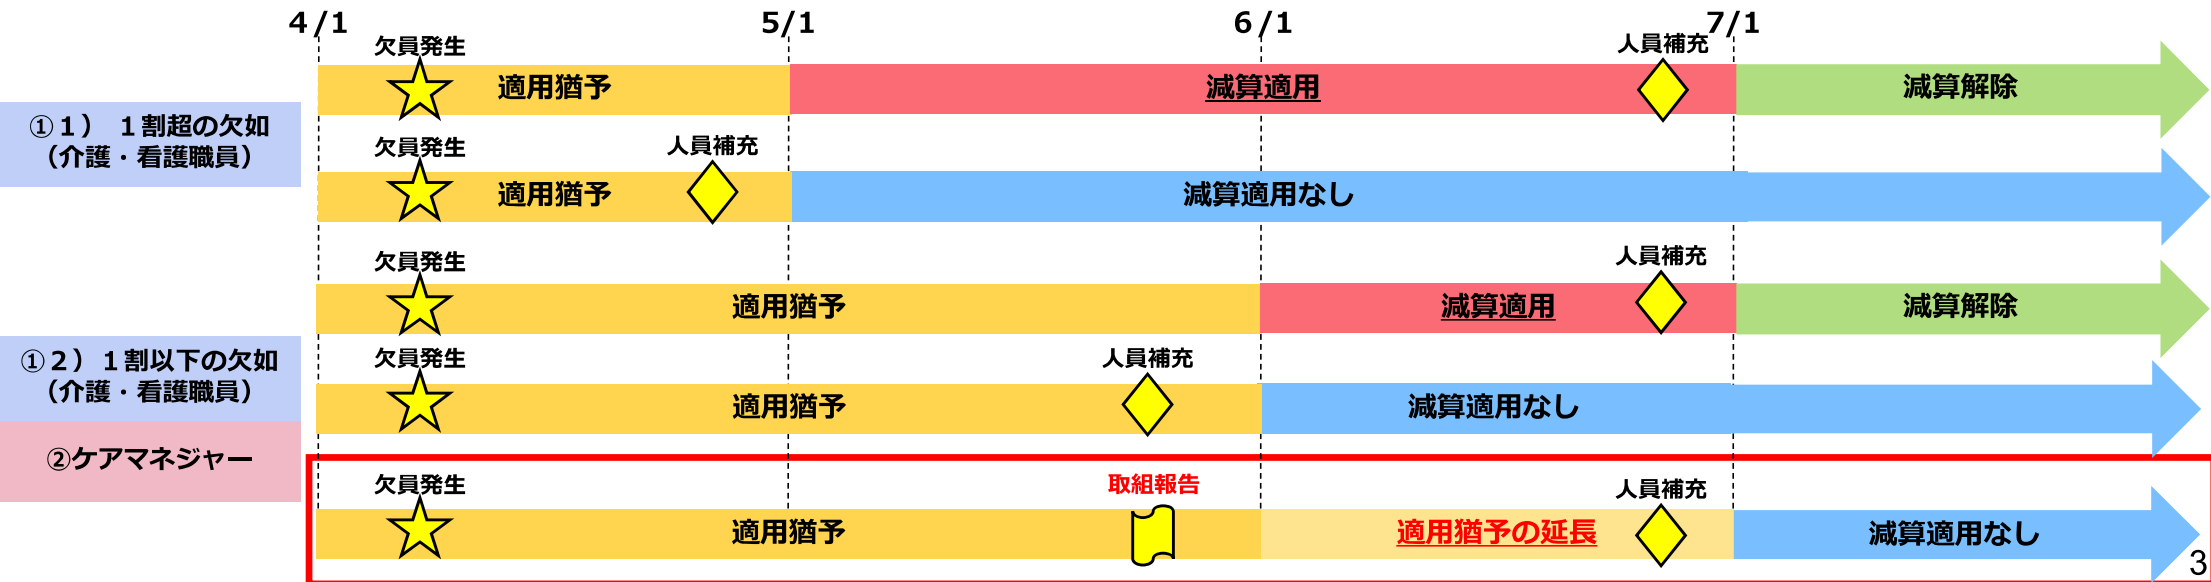 4/1
5/1
6/1
7/1
欠員発生
人員補充
適用猶予
減算適用
減算解除
①１） １割超の欠如
（介護・看護職員）
欠員発生
人員補充
適用猶予
減算適用なし
欠員発生
人員補充
適用猶予
減算適用
減算解除
①２）１割以下の欠如
（介護・看護職員）
欠員発生
人員補充
適用猶予
減算適用なし
②ケアマネジャー
欠員発生
取組報告
人員補充
適用猶予
適用猶予の延長
減算適用なし
3